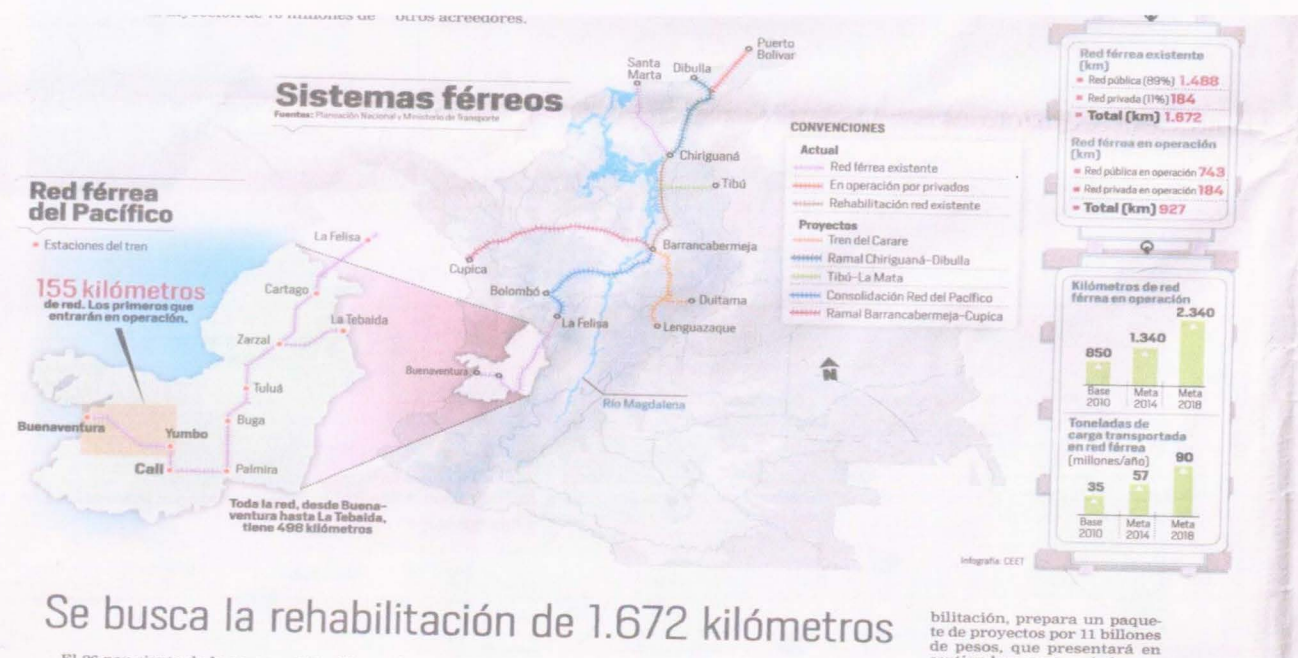 millones de otros acreedores.
Sistemas férreos
Fuentes: Planeación Nacional y Ministerio de Transporte
Red férrea
del Pacífico
Estaciones del tren
155 kilómetros
de red. Los primeros que
entrarán en operación.
La Felisa
Cartago
La Tebaida
Zarzal
Tuluá
Buga
Buenaventura
Yumbo
Cali
Palmira
Toda la red, desde Buena-
ventura hasta La Tebaida,
tiene 498 kilómetros
Puerto
Bolívar
Santa
Marta
Dibulla
Chiriguaná
Tibú
Barrancabermeja
Cupica
Bolombó
La Felisa
Duitama
Lenguazaque
Buenaventura
Río Magdalena
N
CONVENCIONES
Actual
Red férrea existente
En operación por privados
Rehabilitación red existente
Proyectos
Tren del Carare
Ramal Chiriguaná-Dibulla
Tibú-La Mata
Consolidación Red del Pacífico
Ramal Barrancabermeja-Cupica
Infografía: CEET
Red férrea existente
(km)
Red pública (89%) 1.488
Red privada (11%) 184
Total (km) 1.672
Red férrea en operación
(km)
Red pública en operación 743
Red privada en operación 184
Total (km) 927
Kilómetros de red
férrea en operación
850 1.340 2.340
Base Meta Meta
2010 2014 2018
Toneladas de
carga transportada
en red férrea
(millones/año)
35 57 90
Base Meta Meta
2010 2014 2018
Se busca la rehabilitación de 1.672 kilómetros
bilitación, prepara un paque-
te de proyectos por 11 billones
de pesos, que presentará en